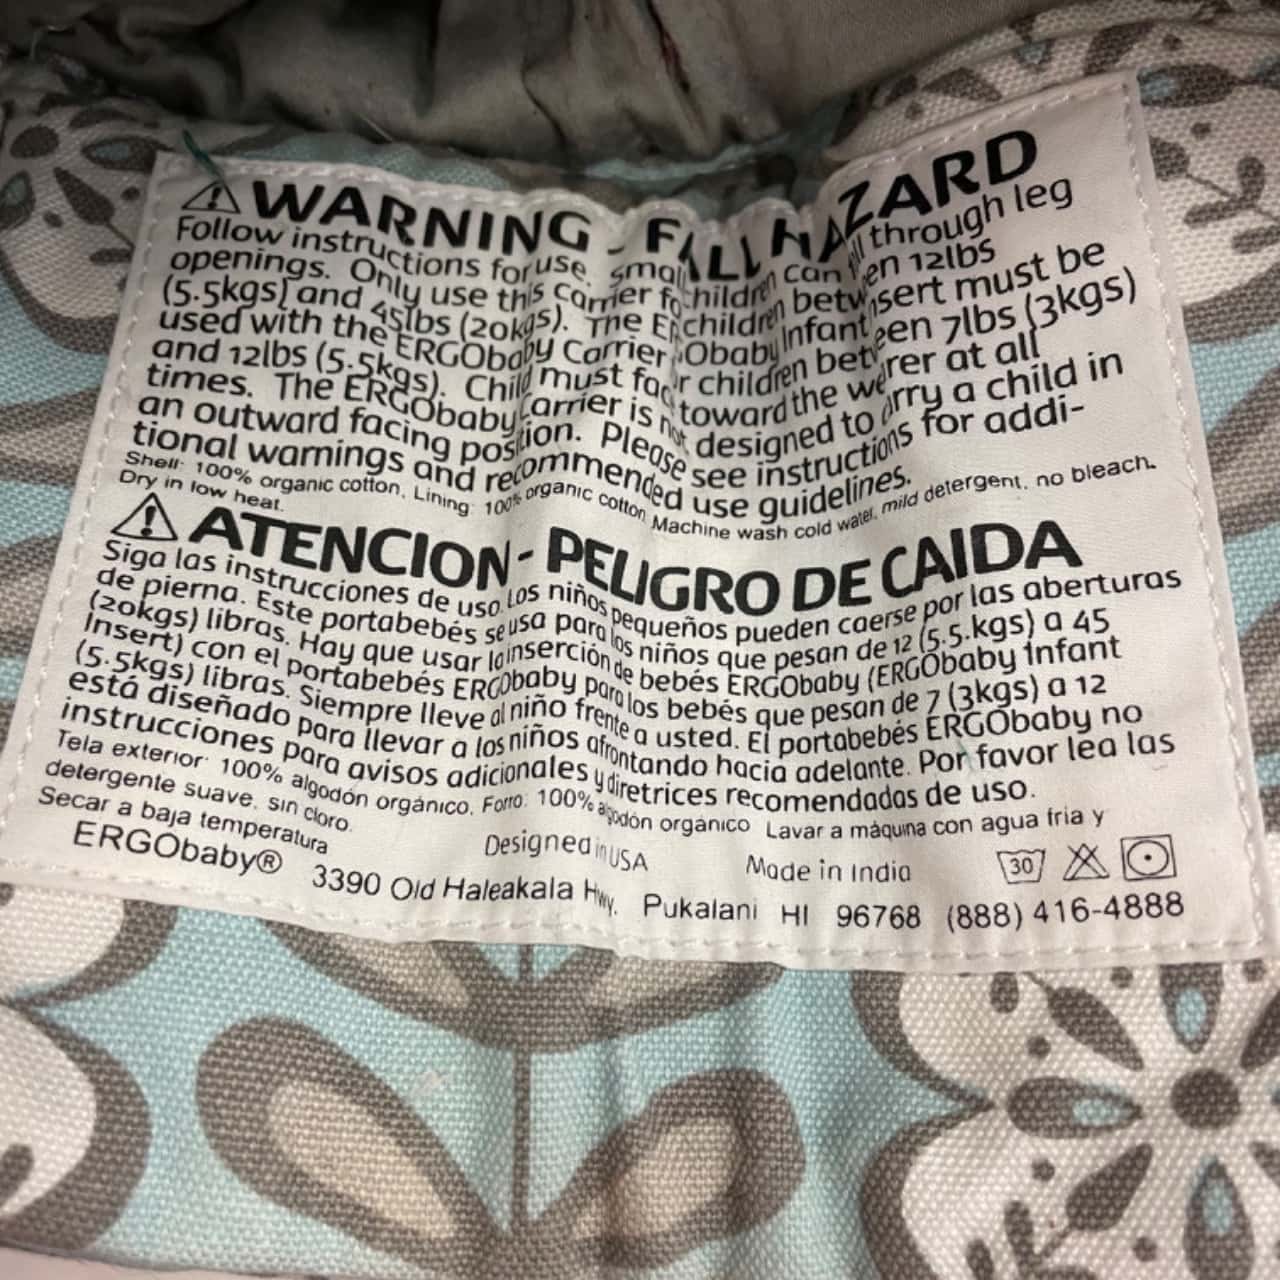 WARNING - FALL HAZARD
Follow instructions for use. Small children can fall through leg
openings. Only use this carrier for children between 12lbs
(5.5kgs) and 45lbs (20kgs). The ERGObaby Infant Insert must be
used with the ERGObaby Carrier for children between 7lbs (3kgs)
and 12lbs (5.5kgs). Child must face toward the wearer at all
times. The ERGObaby Carrier is not designed to carry a child in
an outward facing position. Please see instructions for addi-
tional warnings and recommended use guidelines.
Shell: 100% organic cotton, Lining: 100% organic cotton Machine wash cold water, mild detergent, no bleach.
Dry in low heat.
ATENCION - PELIGRO DE CAIDA
Siga las instrucciones de uso. Los niños pequeños pueden caerse por las aberturas
de pierna. Este portabebés se usa para los niños que pesan de 12 (5.5.kgs) a 45
(20kgs) libras. Hay que usar la inserción de bebés ERGObaby (ERGObaby Infant
Insert) con el portabebés ERGObaby para los bebés que pesan de 7 (3kgs) a 12
(5.5kgs) libras. Siempre lleve al niño frente a usted. El portabebés ERGObaby no
está diseñado para llevar a los niños afrontando hacia adelante. Por favor lea las
instrucciones para avisos adicionales y diretrices recomendadas de uso.
Tela exterior: 100% algodón orgánico, Forro: 100% algodón orgánico Lavar a máquina con agua fria y
detergente suave, sin cloro.
Secar a baja temperatura
Designed in USA Made in India 30
ERGObaby® 3390 Old Haleakala Hwy. Pukalani HI 96768 (888) 416-4888